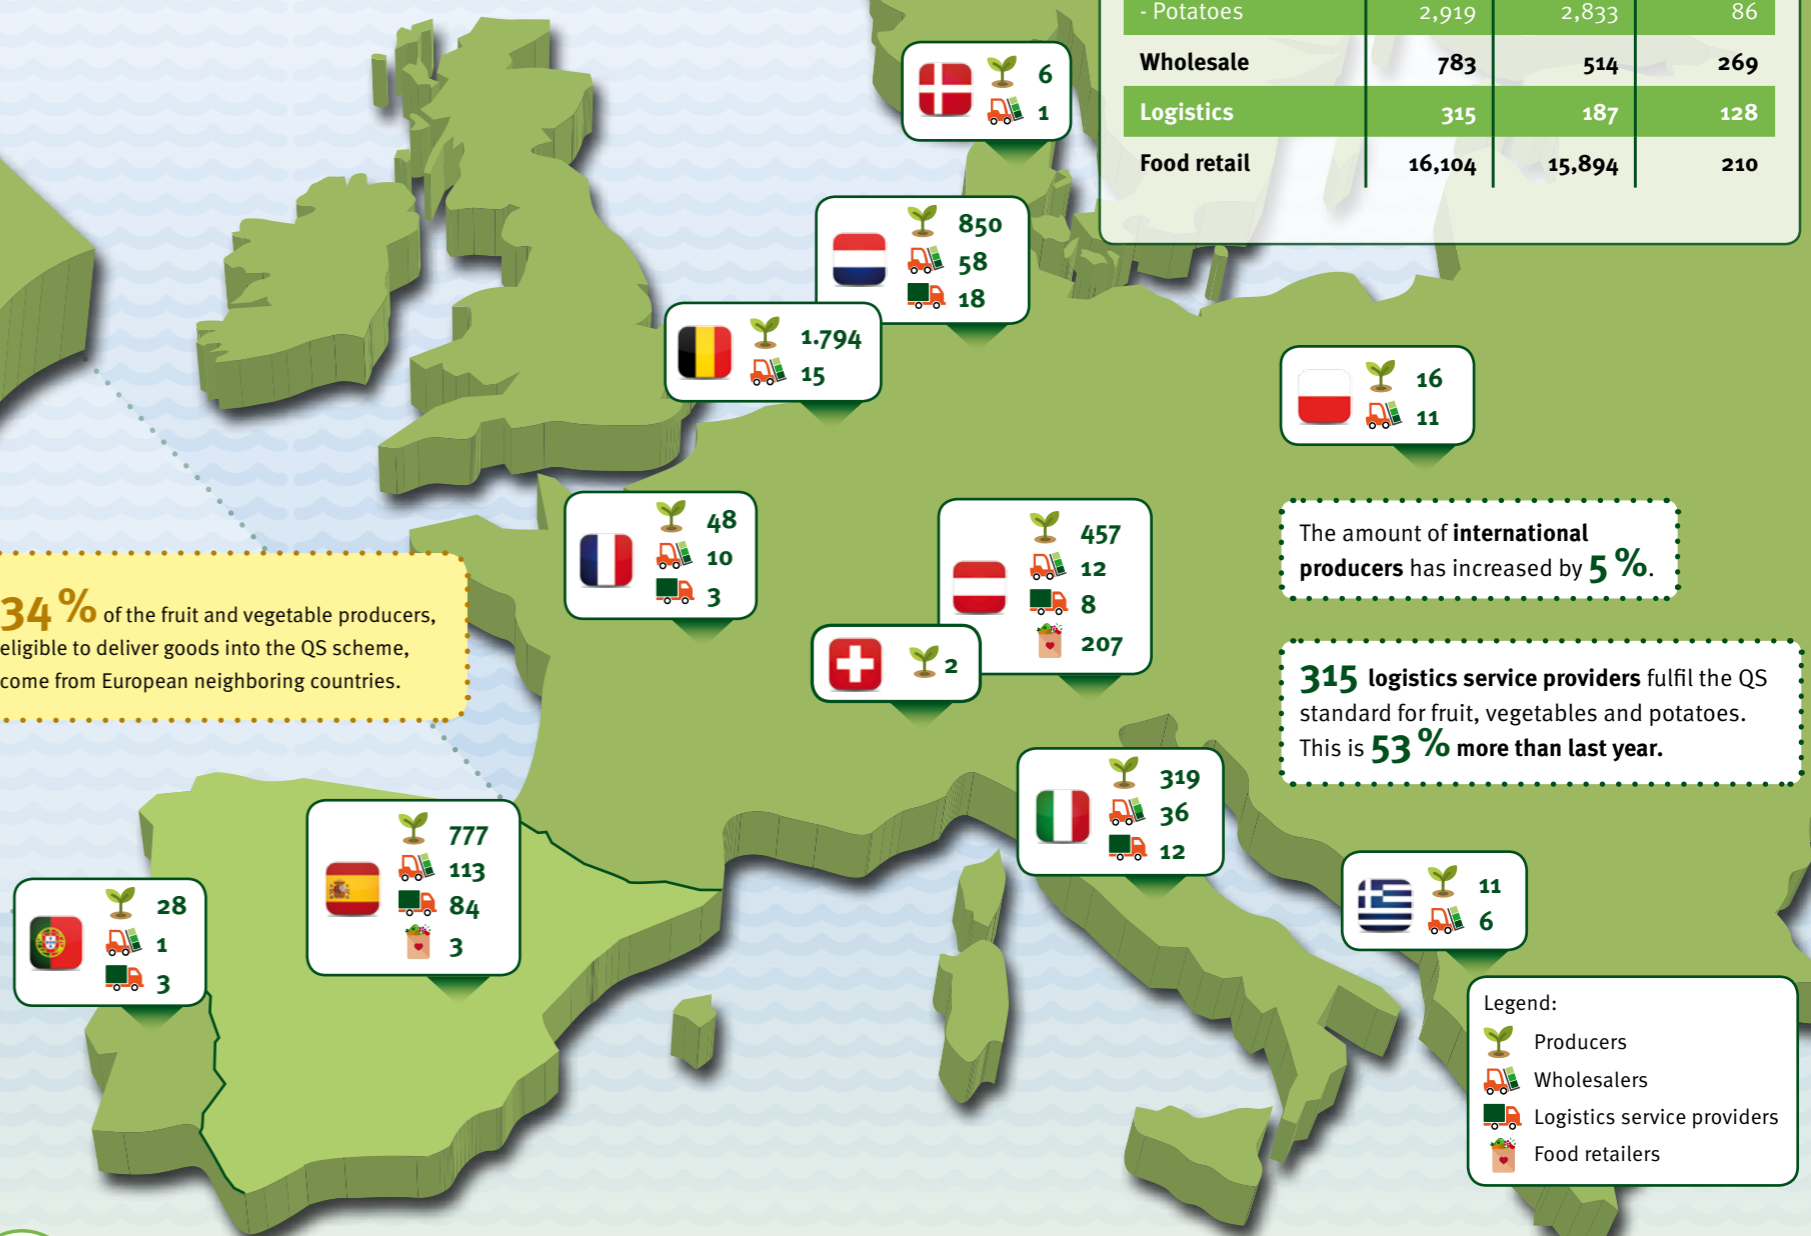 - Potatoes 2,919 2,833 86
Wholesale 783 514 269
Logistics 315 187 128
Food retail 16,104 15,894 210
6
1
850
58
18
1.794
15
16
11
48
10
3
457
12
8
207
2
The amount of international
producers has increased by 5 %.
34 % of the fruit and vegetable producers,
eligible to deliver goods into the QS scheme,
come from European neighboring countries.
315 logistics service providers fulfil the QS
standard for fruit, vegetables and potatoes.
This is 53 % more than last year.
319
36
12
777
113
84
3
28
1
3
11
6
Legend:
Producers
Wholesalers
Logistics service providers
Food retailers